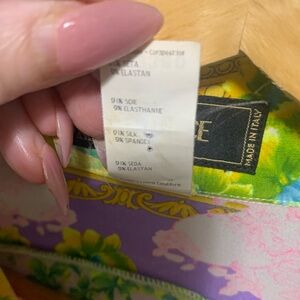 91% SETA
9% ELASTAN
91% SOIE
9% ELASTHANNE
91% SILK
9% SPANDEX
91% SEDA
9% ELASTAN
MADE IN ITALY